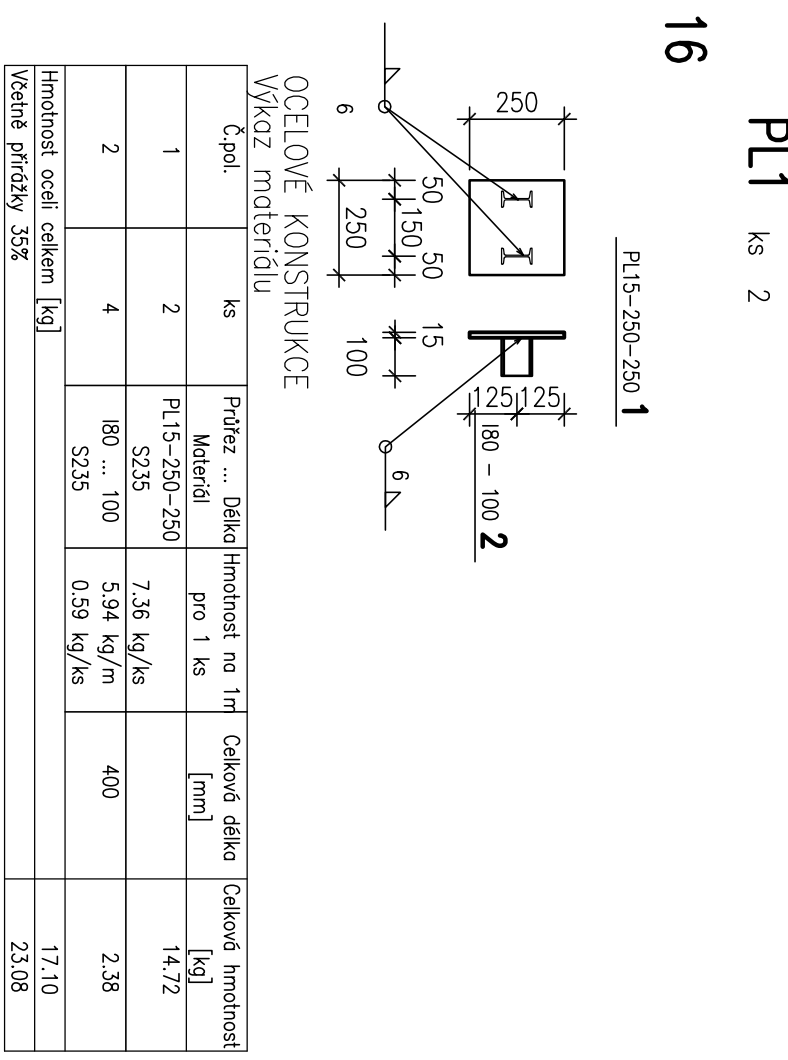 16
PL1 ks 2
PL15-250-250 1
250
50 150 50
250
6
15
100
125 125
I80 - 100 2
6
OCELOVÉ KONSTRUKCE
Výkaz materiálu
Č.pol. ks Průřez ... Délka Hmotnost na 1m Celková délka Celková hmotnost
Materiál pro 1 ks [mm] [kg]
1 2 PL15-250-250 14.72
S235 7.36 kg/ks
2 4 I80 ... 100 5.94 kg/m 400 2.38
S235 0.59 kg/ks
Hmotnost oceli celkem [kg] 17.10
Včetně přirážky 35% 23.08